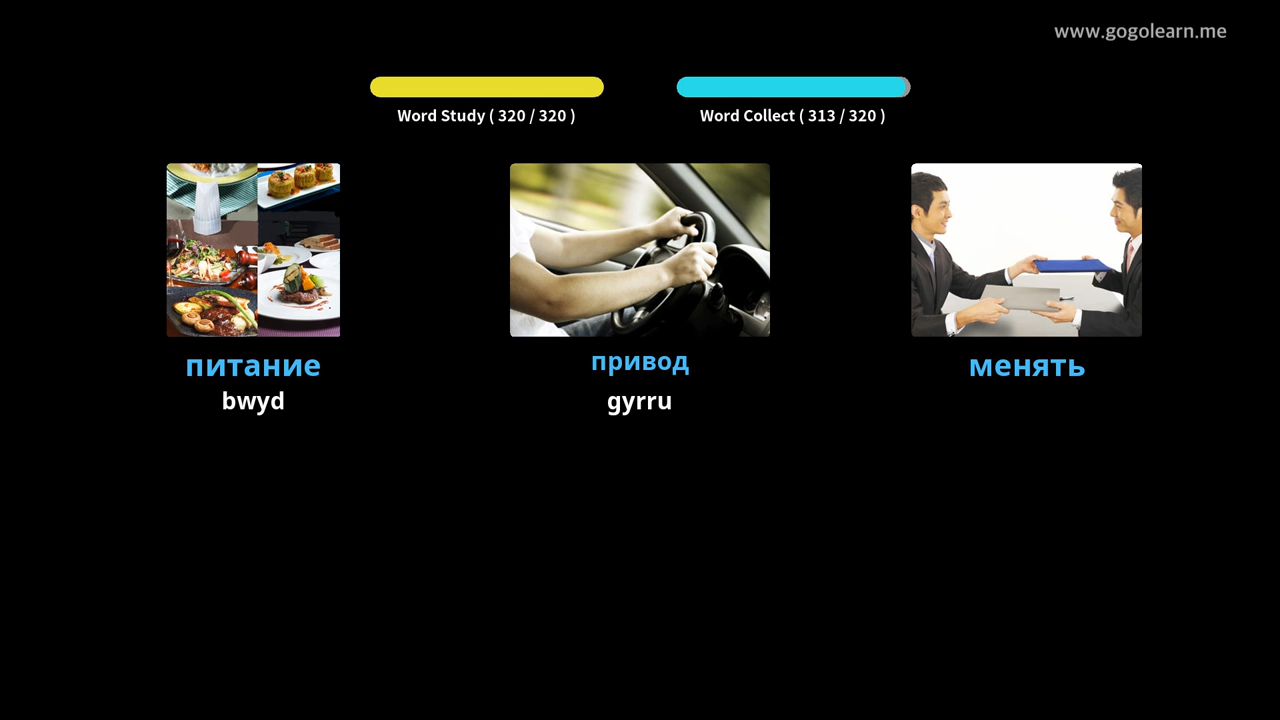 www.gogolearn.me
Word Study ( 320 / 320 )
Word Collect ( 313 / 320 )
питание
привод
менять
bwyd
gyrru